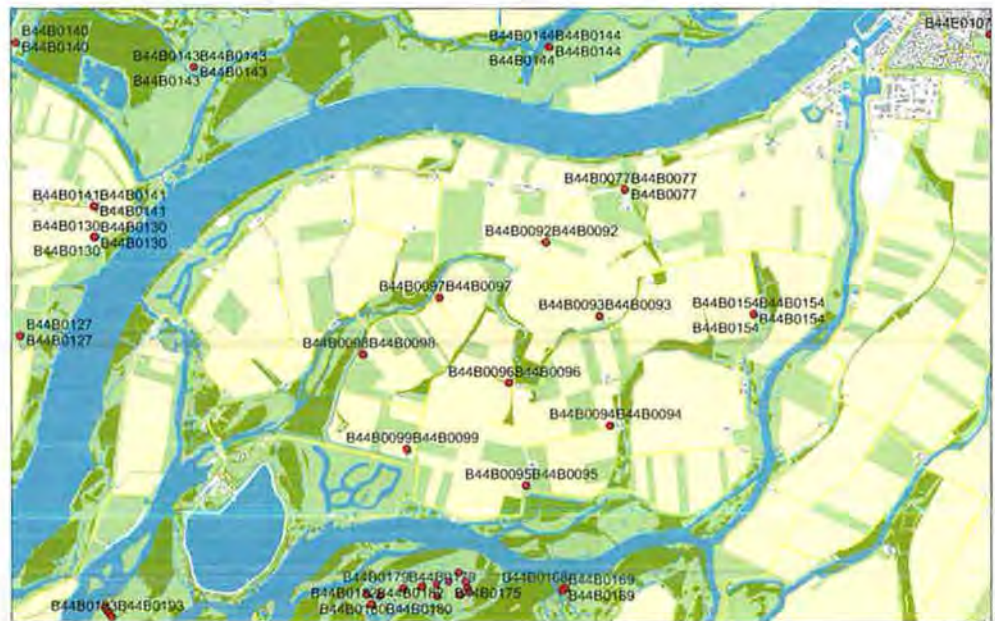 B44B0140
B44B0140
B44B0143B44B0143
B44B0143 B44B0143
B44B0144B44B0144
B44B0144 B44B0144
B44E0107
B44B0077B44B0077
B44B0077
B44B0141B44B0141
B44B0141
B44B0130B44B0130
B44B0130 B44B0130
B44B0092B44B0092
B44B0097B44B0097
B44B0093B44B0093
B44B0154B44B0154
B44B0154 B44B0154
B44B0127
B44B0127
B44B0098B44B0098
B44B0096B44B0096
B44B0094B44B0094
B44B0099B44B0099
B44B0095B44B0095
B44B0169
B44B0175
B44B0169
B44B0180
B44B0193